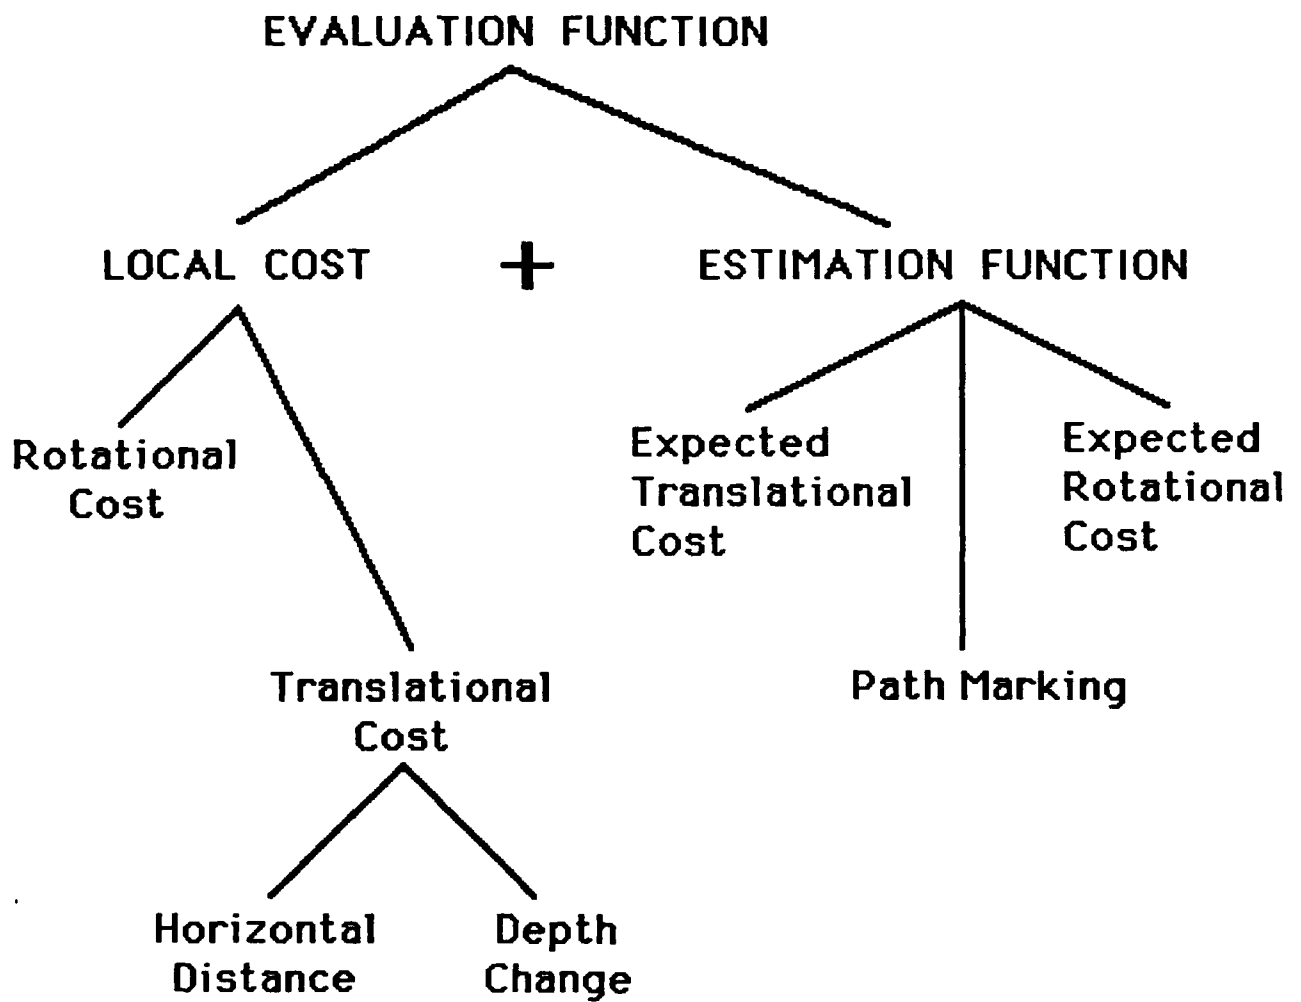 EVALUATION FUNCTION
LOCAL COST + ESTIMATION FUNCTION
Rotational
Cost
Expected
Translational
Cost
Expected
Rotational
Cost
Translational
Cost
Path Marking
Horizontal
Distance
Depth
Change